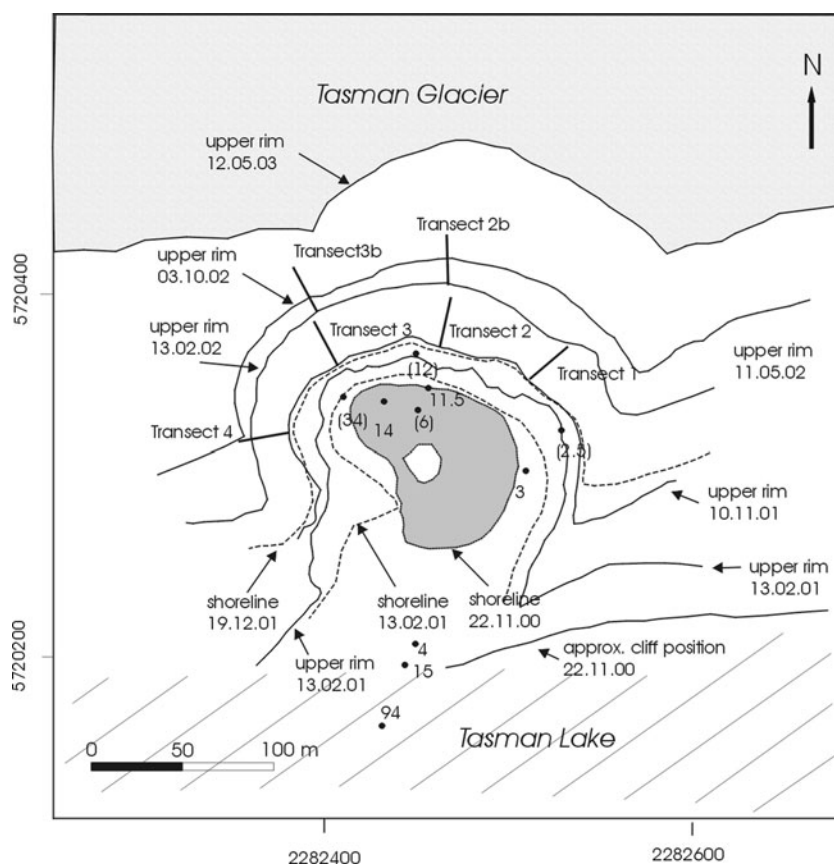 Tasman Glacier
N
upper rim
12.05.03
Transect 2b
Transect3b
upper rim
03.10.02
5720400
upper rim
13.02.02
Transect 3
Transect 2
Transect 1
upper rim
11.05.02
(12)
11.5
(34)
14
(6)
Transect 4
(2.5)
3
upper rim
10.11.01
upper rim
13.02.01
shoreline
19.12.01
shoreline
13.02.01
shoreline
22.11.00
upper rim
13.02.01
4
15
approx. cliff position
22.11.00
5720200
94
Tasman Lake
0 50 100 m
2282400
2282600